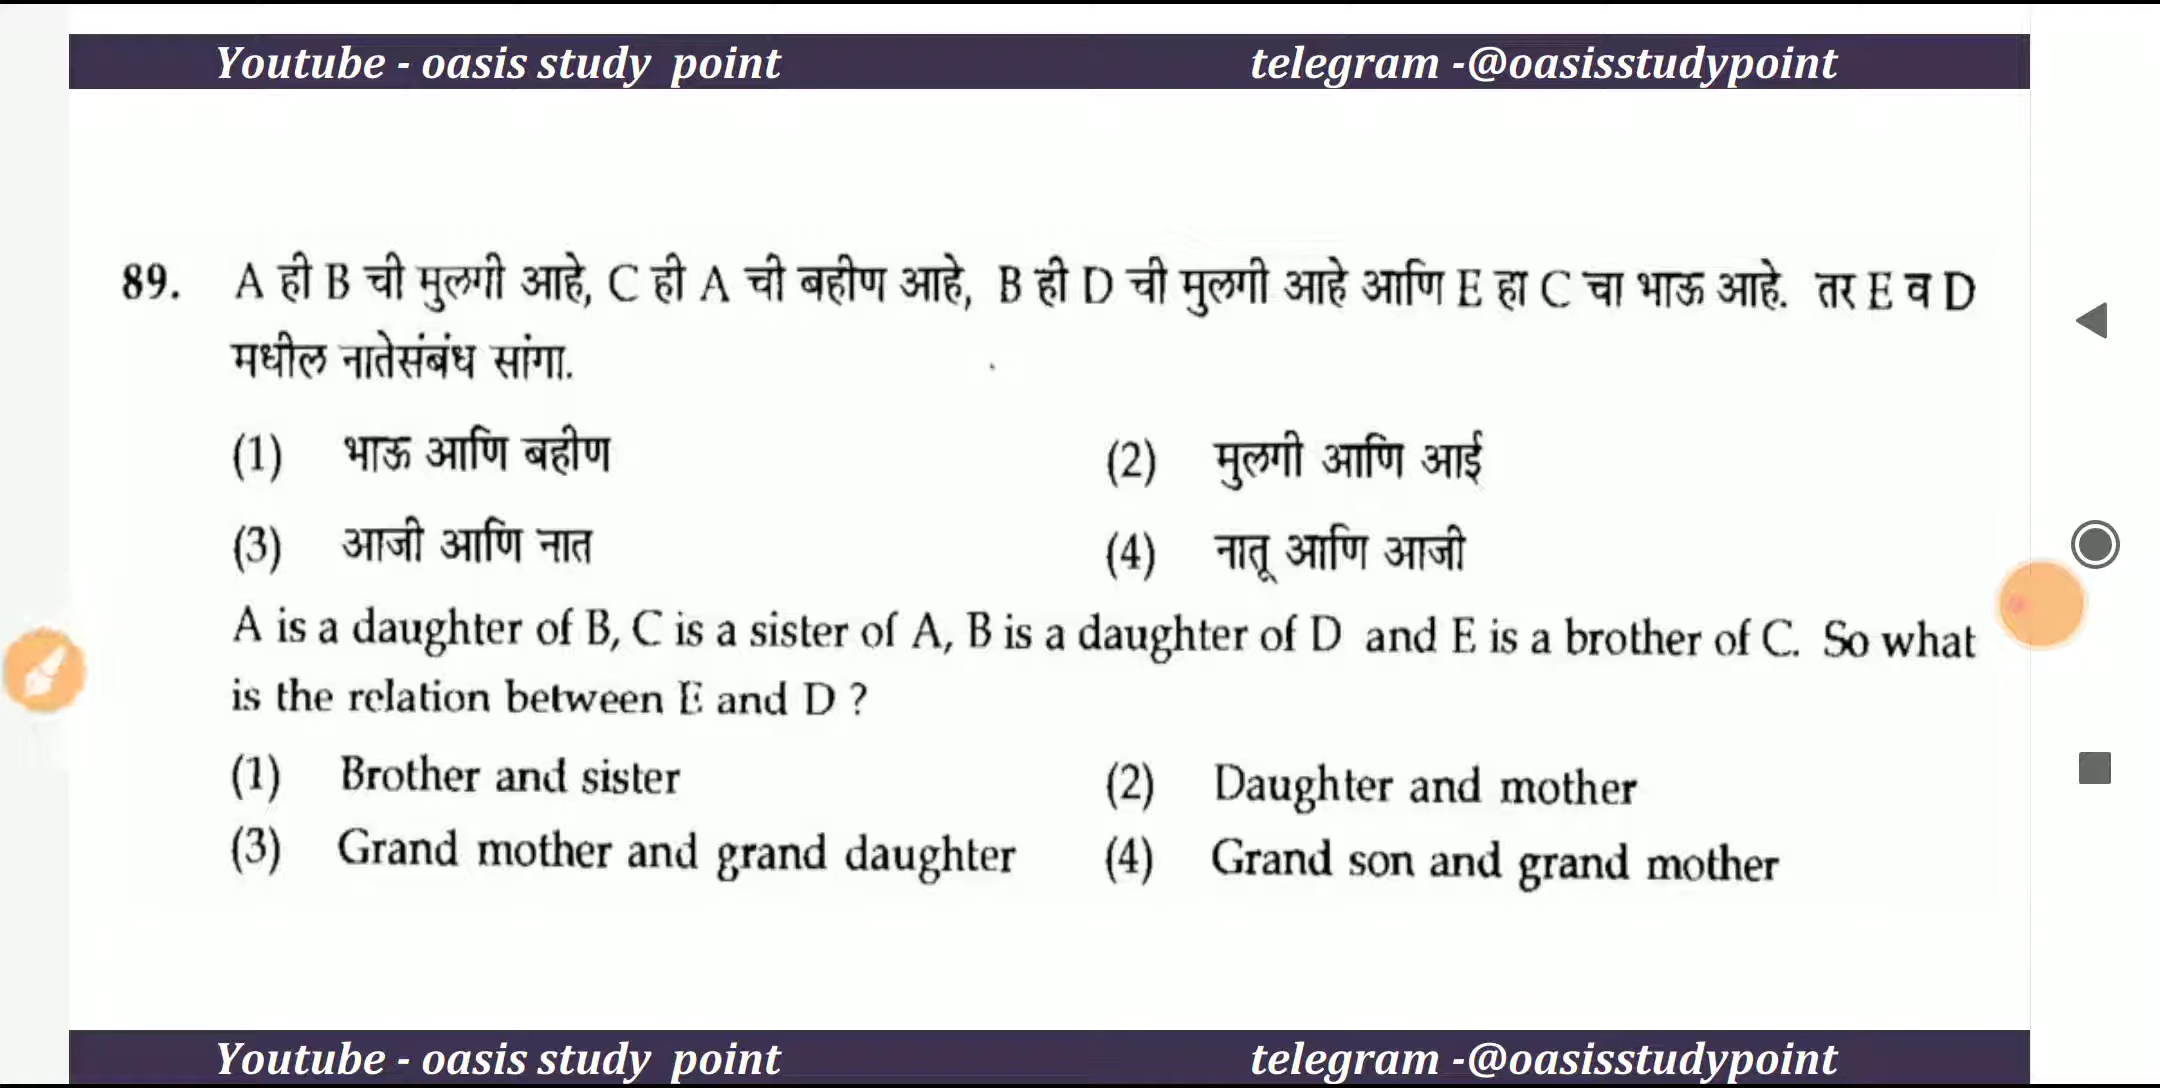 Youtube - oasis study point telegram -@oasisstudypoint
89. A ही B ची मुलगी आहे, C ही A ची बहीण आहे, B ही D ची मुलगी आहे आणि E हा C चा भाऊ आहे. तर E व D
मधील नातेसंबंध सांगा.
(1) भाऊ आणि बहीण (2) मुलगी आणि आई
(3) आजी आणि नात (4) नातू आणि आजी
A is a daughter of B, C is a sister of A, B is a daughter of D and E is a brother of C. So what
is the relation between E and D ?
(1) Brother and sister (2) Daughter and mother
(3) Grand mother and grand daughter (4) Grand son and grand mother
Youtube - oasis study point telegram -@oasisstudypoint